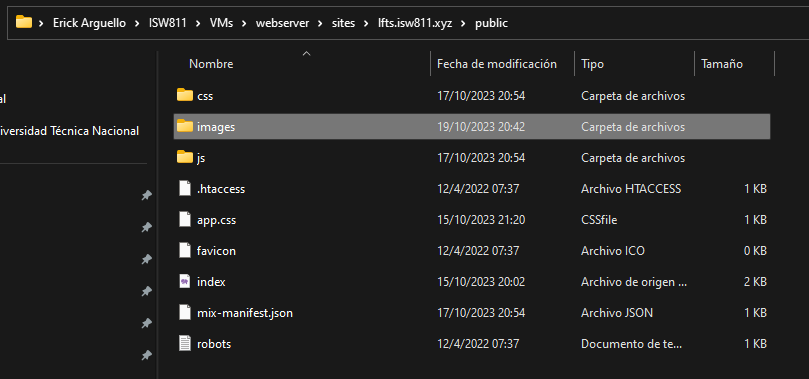 Erick Arguello > ISW811 > VMs > webserver > sites > lfts.isw811.xyz > public
Nombre Fecha de modificación Tipo Tamaño
css 17/10/2023 20:54 Carpeta de archivos
al
images 19/10/2023 20:42 Carpeta de archivos
iversidad Técnica Nacional
js 17/10/2023 20:54 Carpeta de archivos
.htaccess 12/4/2022 07:37 Archivo HTACCESS 1 KB
app.css 15/10/2023 21:20 CSSfile 1 KB
favicon 12/4/2022 07:37 Archivo ICO 0 KB
index 15/10/2023 20:02 Archivo de origen ... 2 KB
mix-manifest.json 17/10/2023 20:54 Archivo JSON 1 KB
robots 12/4/2022 07:37 Documento de te... 1 KB